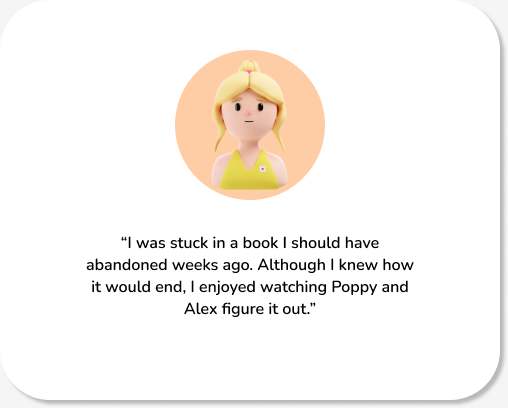 “I was stuck in a book I should have
abandoned weeks ago. Although I knew how
it would end, I enjoyed watching Poppy and
Alex figure it out.”